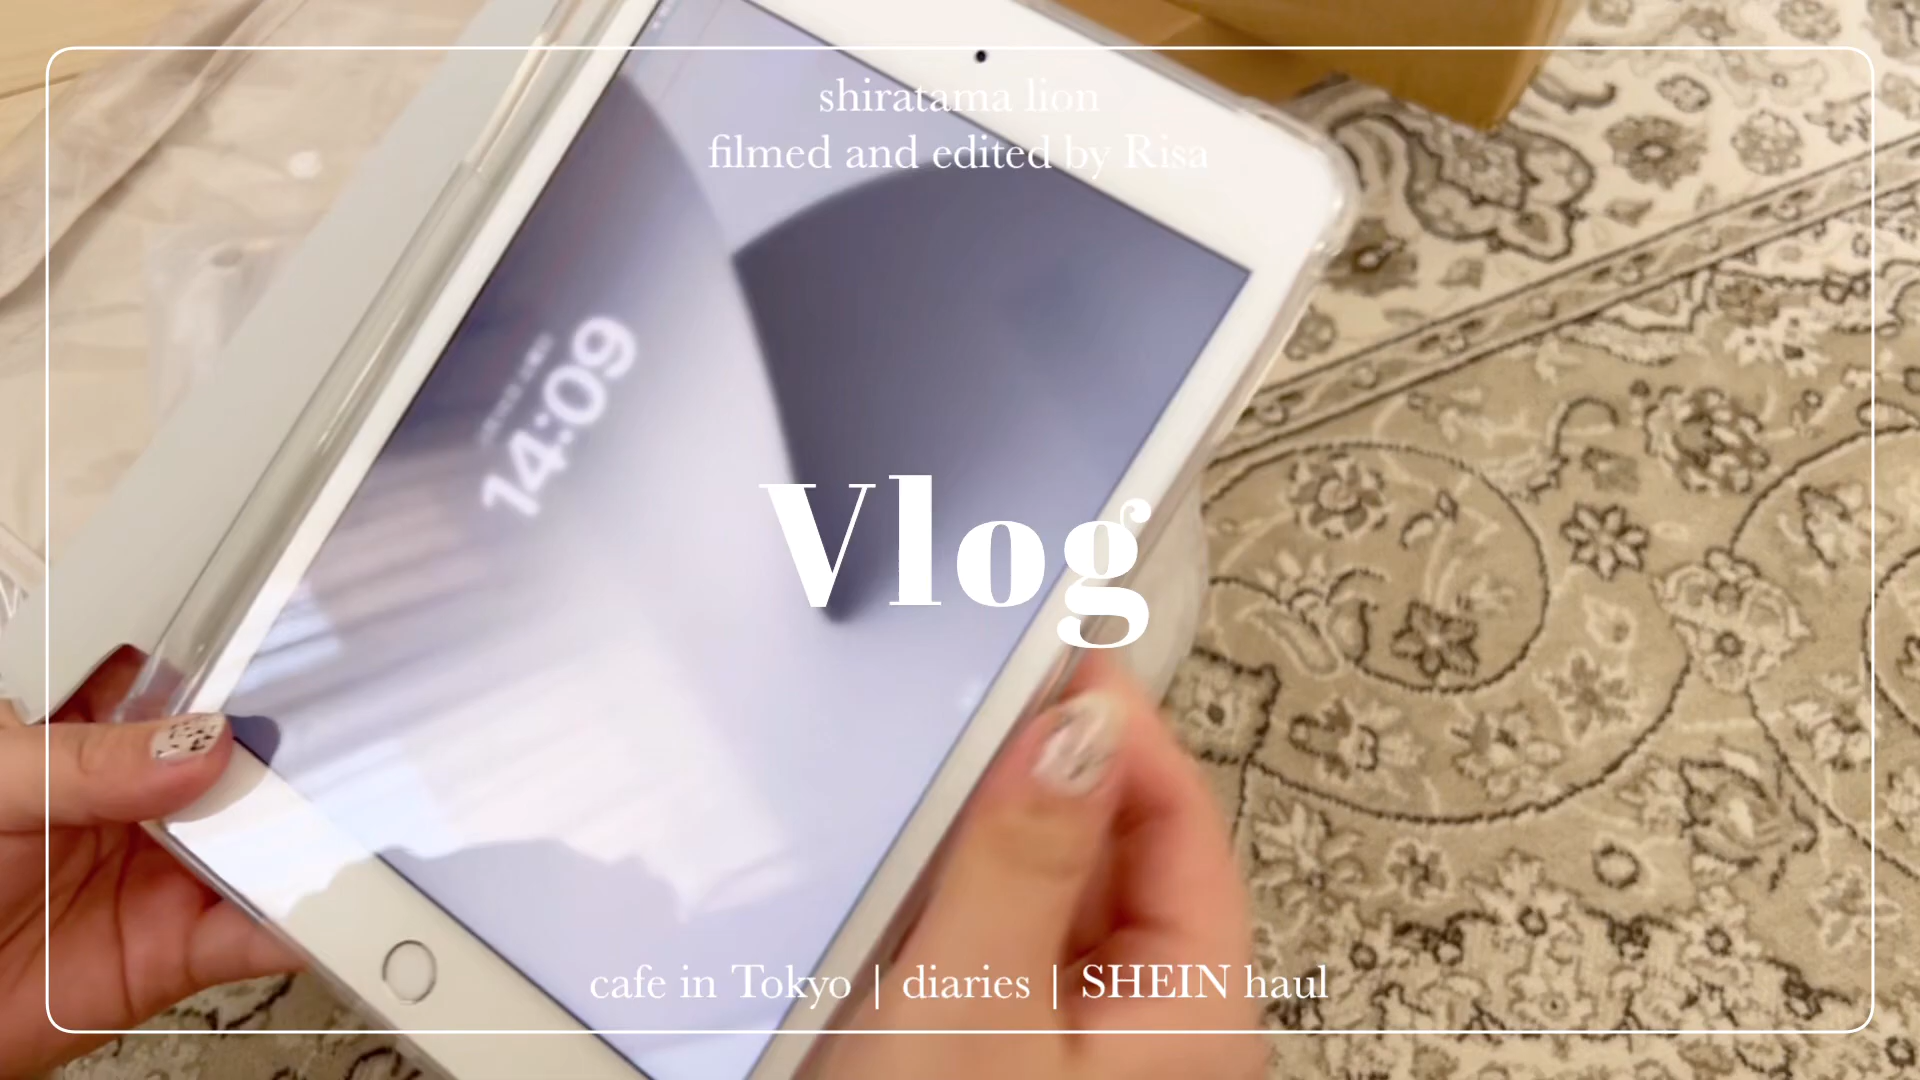 shiratama lion
filmed and edited by Risa
14:09
Vlog
cafe in Tokyo | diaries | SHEIN haul